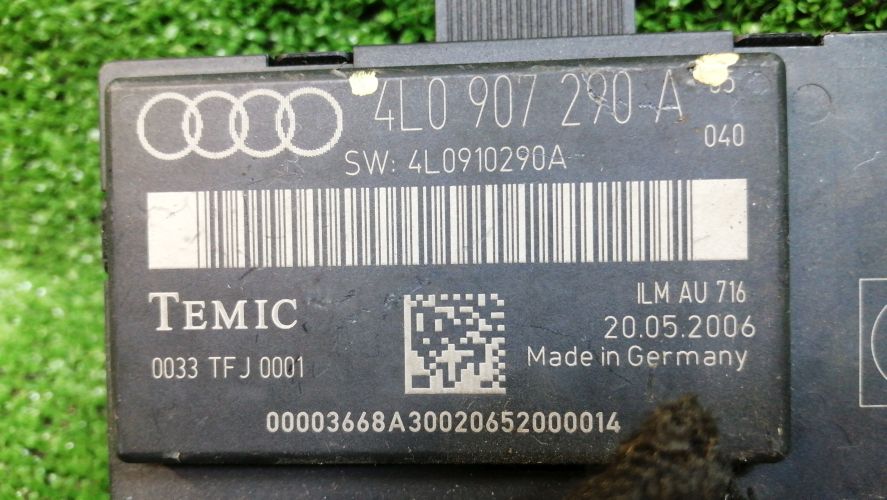 4L0 907 290 A
040
SW: 4L0910290A
TEMIC
ILM AU 716
20.05.2006
0033 TFJ 0001
Made in Germany
00003668A30020652000014